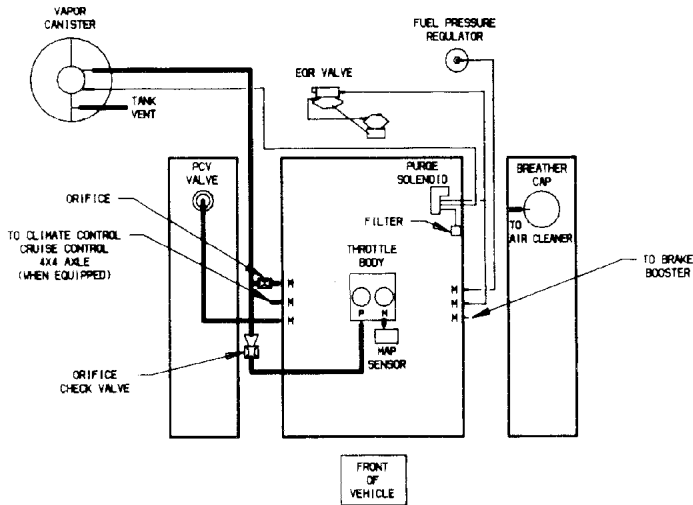 VAPOR
CANISTER
FUEL PRESSURE
REGULATOR
EGR VALVE
TANK
VENT
PCV
VALVE
PURGE
SOLENOID
BREATHER
CAP
ORIFICE
FILTER
TO
AIR CLEANER
TO CLIMATE CONTROL
CRUISE CONTROL
4X4 AXLE
(WHEN EQUIPPED)
THROTTLE
BODY
TO BRAKE
BOOSTER
M
M
M
M
M
M
P
M
MAP
SENSOR
ORIFICE
CHECK VALVE
FRONT
OF
VEHICLE